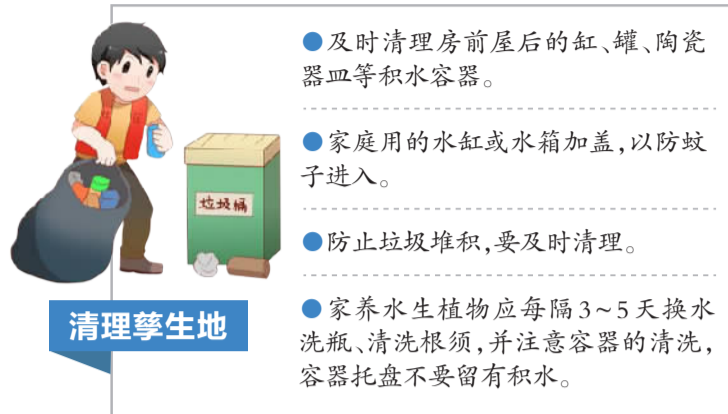 ●及时清理房前屋后的缸、罐、陶瓷
器皿等积水容器。
●家庭用的水缸或水箱加盖,以防蚊
子进入。
垃圾桶
●防止垃圾堆积,要及时清理。
清理孳生地
●家养水生植物应每隔3~5天换水
洗瓶、清洗根须,并注意容器的清洗,
容器托盘不要留有积水。